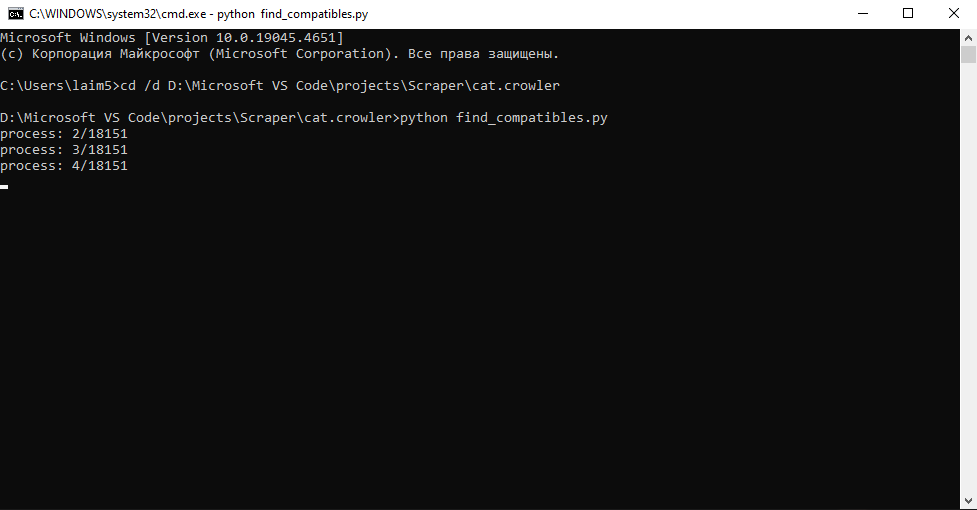 C:\WINDOWS\system32\cmd.exe - python  find_compatibles.py
Microsoft Windows [Version 10.0.19045.4651]
(c) Корпорация Майкрософт (Microsoft Corporation). Все права защищены.
C:\Users\laim5>cd /d D:\Microsoft VS Code\projects\Scraper\cat.crowler
D:\Microsoft VS Code\projects\Scraper\cat.crowler>python find_compatibles.py
process: 2/18151
process: 3/18151
process: 4/18151